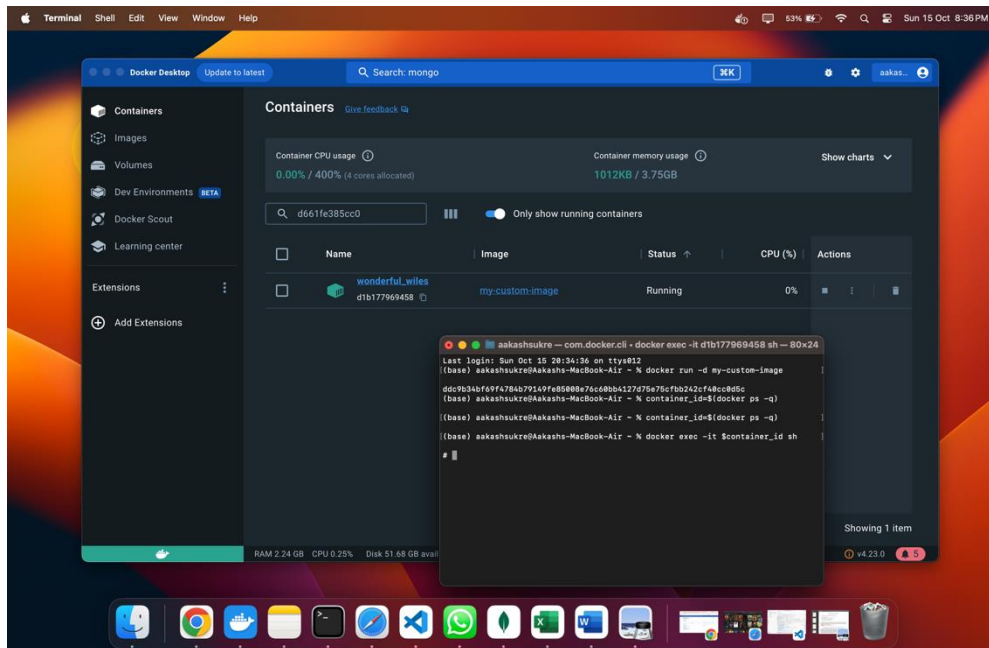 Terminal Shell Edit View Window Help 53% Sun 15 Oct 8:36 PM
Docker Desktop Update to latest Search: mongo ⌘K aakas...
Containers
Images
Volumes
Dev Environments BETA
Docker Scout
Learning center
Extensions
Add Extensions
Containers Give feedback
Container CPU usage
0.00% / 400% (4 cores allocated)
Container memory usage
1012KB / 3.75GB
Show charts
d661fe385cc0 Only show running containers
Name Image Status CPU (%) Actions
wonderful_wiles
d1b177969458 my-custom-image Running 0%
aakashsukre — com.docker.cli - docker exec -it d1b177969458 sh — 80×24
Last login: Sun Oct 15 20:34:36 on ttys012
[(base) aakashsukre@Aakashs-MacBook-Air ~ % docker run -d my-custom-image ]
ddc9b34bf69f4784b79149fe85008e76c60bb4127d75e75cfbb242cf40cc0d5c
(base) aakashsukre@Aakashs-MacBook-Air ~ % container_id=$(docker ps -q)
[(base) aakashsukre@Aakashs-MacBook-Air ~ % container_id=$(docker ps -q) ]
[(base) aakashsukre@Aakashs-MacBook-Air ~ % docker exec -it $container_id sh ]
#
Showing 1 item
RAM 2.24 GB CPU 0.25% Disk 51.68 GB avail
v4.23.0 5